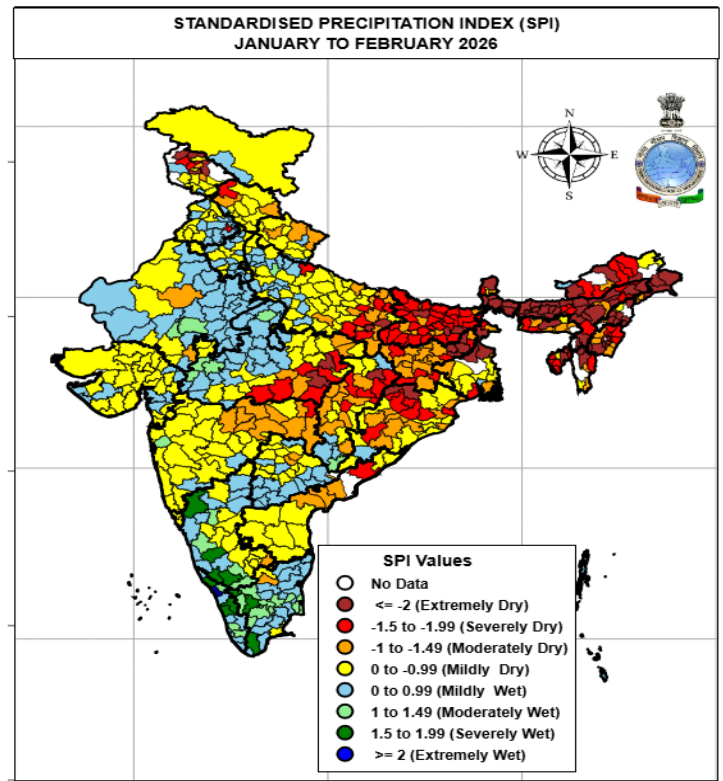 STANDARDISED PRECIPITATION INDEX (SPI)
JANUARY TO FEBRUARY 2026
N
W E
S
SPI Values
No Data
<= -2 (Extremely Dry)
-1.5 to -1.99 (Severely Dry)
-1 to -1.49 (Moderately Dry)
0 to -0.99 (Mildly Dry)
0 to 0.99 (Mildly Wet)
1 to 1.49 (Moderately Wet)
1.5 to 1.99 (Severely Wet)
>= 2 (Extremely Wet)